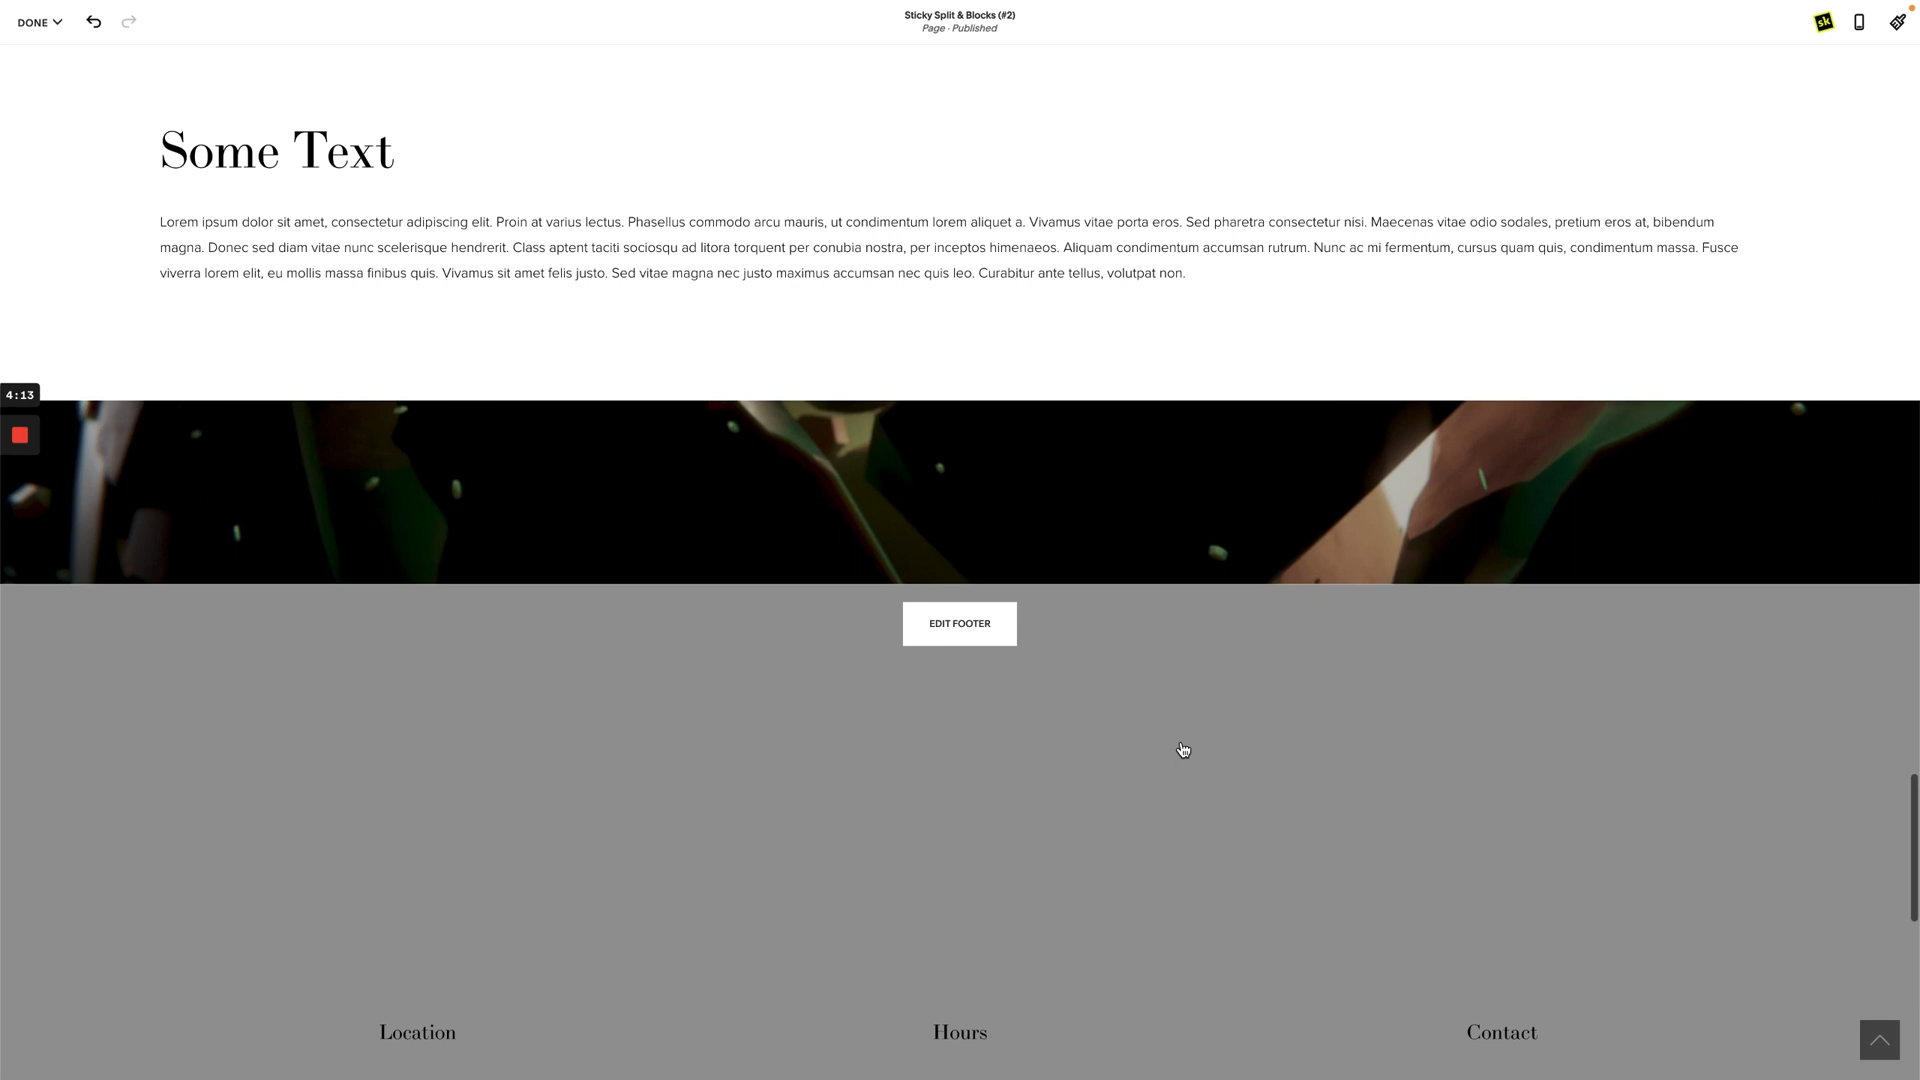 DONE
Sticky Split & Blocks (#2)
Page · Published
sk
Some Text
Lorem ipsum dolor sit amet, consectetur adipiscing elit. Proin at varius lectus. Phasellus commodo arcu mauris, ut condimentum lorem aliquet a. Vivamus vitae porta eros. Sed pharetra consectetur nisi. Maecenas vitae odio sodales, pretium eros at, bibendum
magna. Donec sed diam vitae nunc scelerisque hendrerit. Class aptent taciti sociosqu ad litora torquent per conubia nostra, per inceptos himenaeos. Aliquam condimentum accumsan rutrum. Nunc ac mi fermentum, cursus quam quis, condimentum massa. Fusce
viverra lorem elit, eu mollis massa finibus quis. Vivamus sit amet felis justo. Sed vitae magna nec justo maximus accumsan nec quis leo. Curabitur ante tellus, volutpat non.
4:13
EDIT FOOTER
Location
Hours
Contact